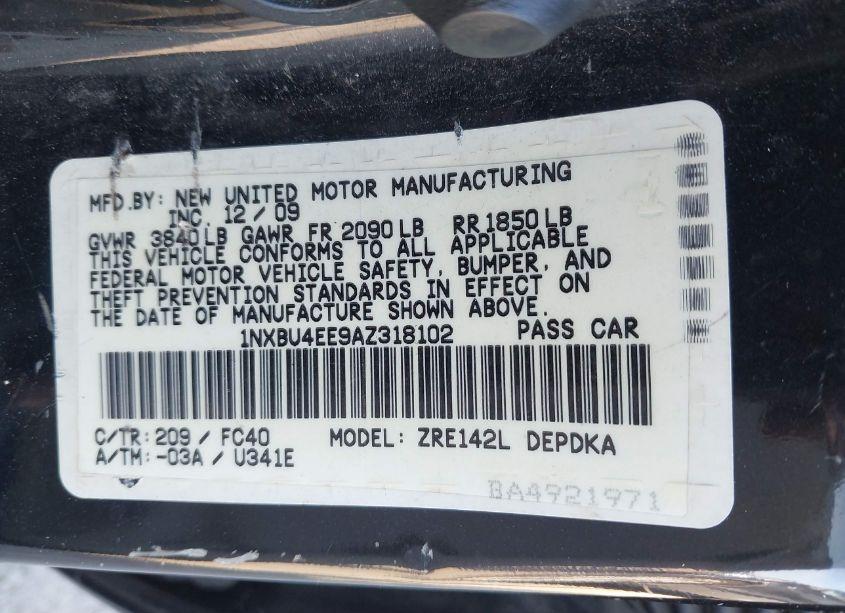 MFD.BY: NEW UNITED MOTOR MANUFACTURING
INC. 12 / 09
GVWR 3840 LB GAWR FR 2090 LB RR 1850 LB
THIS VEHICLE CONFORMS TO ALL APPLICABLE
FEDERAL MOTOR VEHICLE SAFETY, BUMPER, AND
THEFT PREVENTION STANDARDS IN EFFECT ON
THE DATE OF MANUFACTURE SHOWN ABOVE.
1NXBU4EE9AZ318102 PASS CAR
C/TR: 209 / FC40 MODEL: ZRE142L DEPDKA
A/TM: -03A / U341E
BA4921971